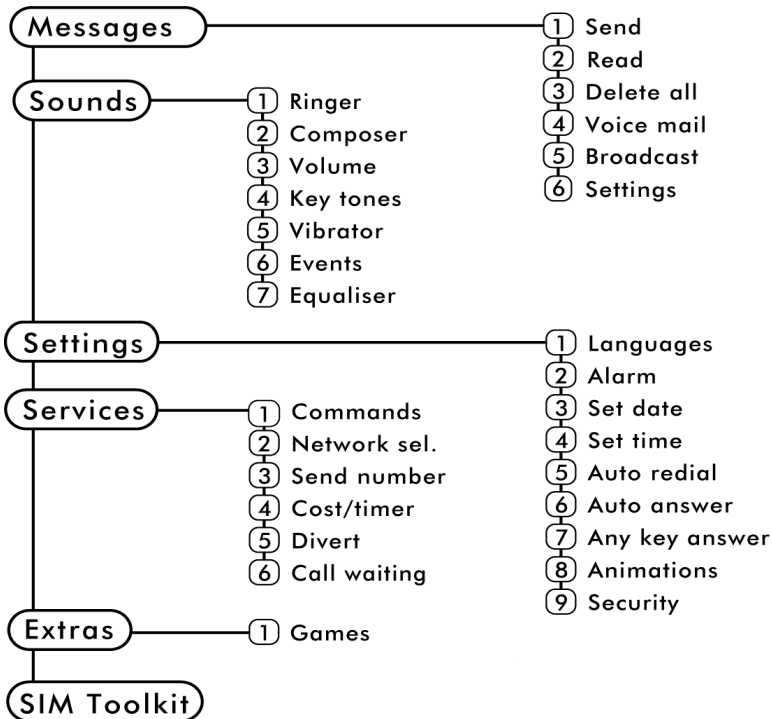 Messages
1 Send
2 Read
3 Delete all
4 Voice mail
5 Broadcast
6 Settings
Sounds
1 Ringer
2 Composer
3 Volume
4 Key tones
5 Vibrator
6 Events
7 Equaliser
Settings
1 Languages
2 Alarm
3 Set date
4 Set time
5 Auto redial
6 Auto answer
7 Any key answer
8 Animations
9 Security
Services
1 Commands
2 Network sel.
3 Send number
4 Cost/timer
5 Divert
6 Call waiting
Extras
1 Games
SIM Toolkit